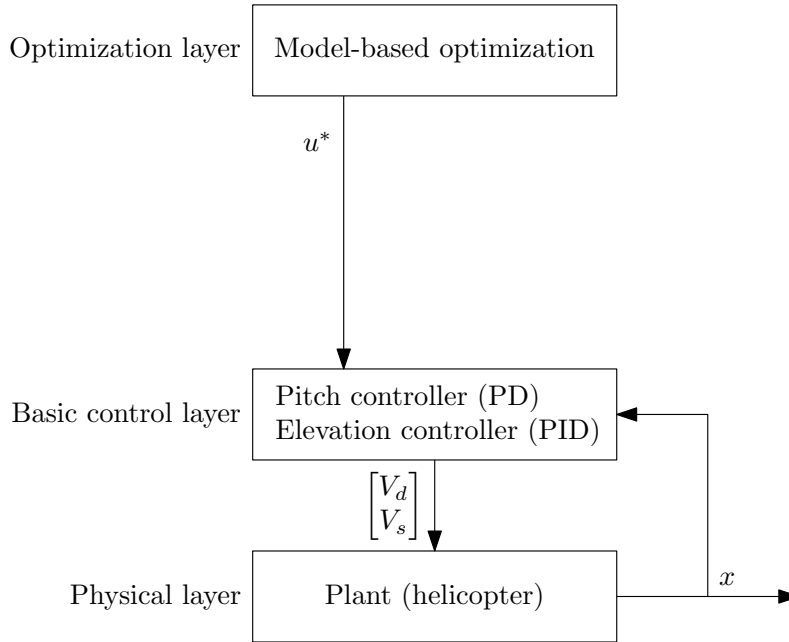 Optimization layer
Model-based optimization
u*
Basic control layer
Pitch controller (PD)
Elevation controller (PID)
[V_d
V_s]
Physical layer
Plant (helicopter)
x